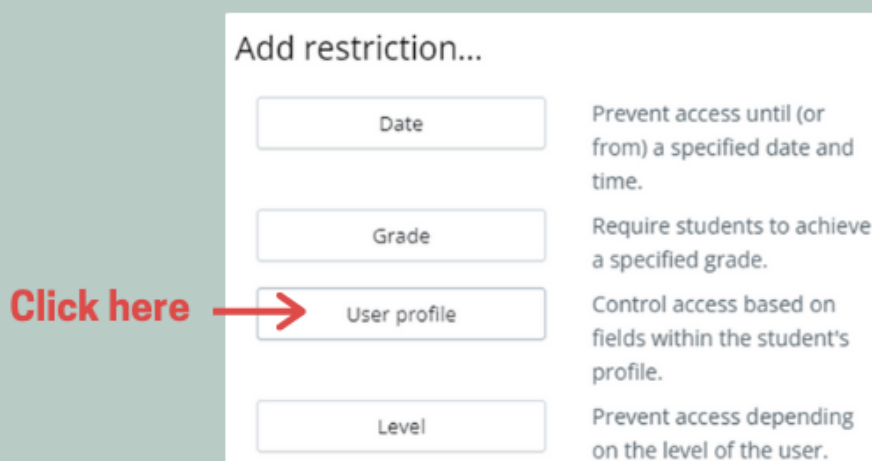 Add restriction...
Date
Prevent access until (or
from) a specified date and
time.
Grade
Require students to achieve
a specified grade.
Click here
User profile
Control access based on
fields within the student's
profile.
Level
Prevent access depending
on the level of the user.